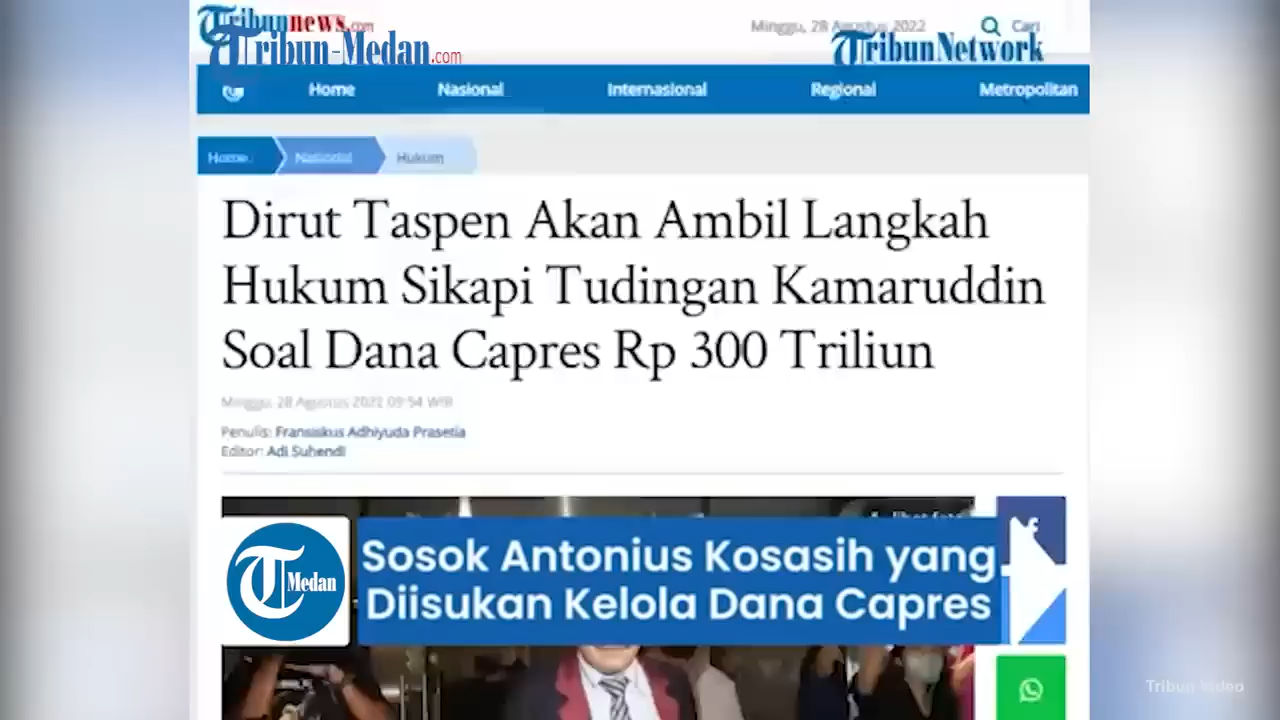 Tribunnews.com
Tribun-Medan.com
Minggu, 28 Agustus 2022
Cari
TribunNetwork
Home
Nasional
Internasional
Regional
Metropolitan
Home
Nasional
Hukum
Dirut Taspen Akan Ambil Langkah
Hukum Sikapi Tudingan Kamaruddin
Soal Dana Capres Rp 300 Triliun
Minggu, 28 Agustus 2022 09:54 WIB
Penulis: Fransiskus Adhiyuda Prasetia
Editor: Adi Suhendi
T Medan
Sosok Antonius Kosasih yang
Diisukan Kelola Dana Capres
Tribun Video